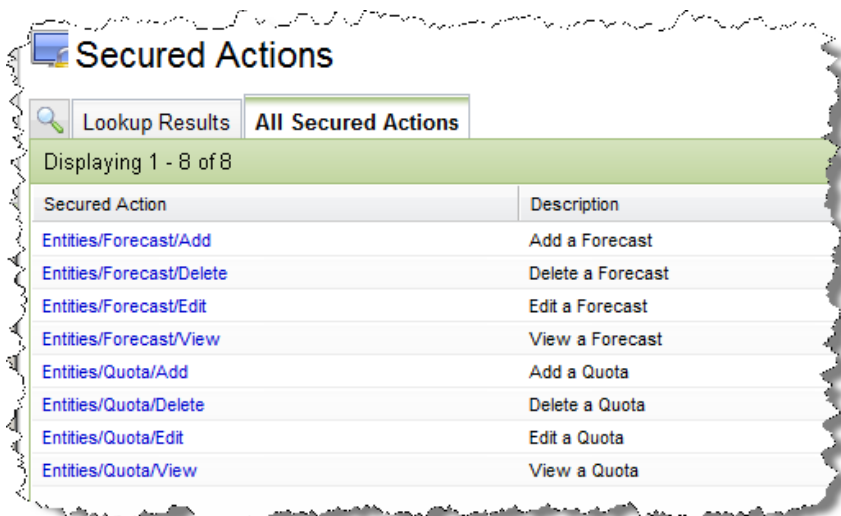 Secured Actions
Lookup Results All Secured Actions
Displaying 1 - 8 of 8
Secured Action Description
Entities/Forecast/Add Add a Forecast
Entities/Forecast/Delete Delete a Forecast
Entities/Forecast/Edit Edit a Forecast
Entities/Forecast/View View a Forecast
Entities/Quota/Add Add a Quota
Entities/Quota/Delete Delete a Quota
Entities/Quota/Edit Edit a Quota
Entities/Quota/View View a Quota